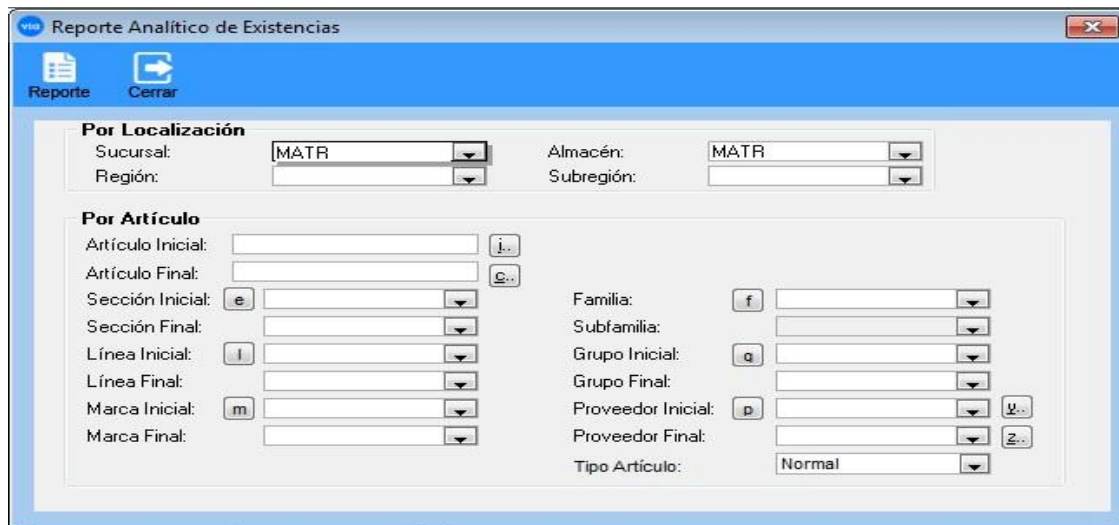 via Reporte Analítico de Existencias
Reporte Cerrar
Por Localización
Sucursal: MATR Almacén: MATR
Región: Subregión:
Por Artículo
Artículo Inicial: i..
Artículo Final: c..
Sección Inicial: e Familia: f
Sección Final: Subfamilia:
Línea Inicial: l Grupo Inicial: q
Línea Final: Grupo Final:
Marca Inicial: m Proveedor Inicial: p y..
Marca Final: Proveedor Final: z..
Tipo Artículo: Normal